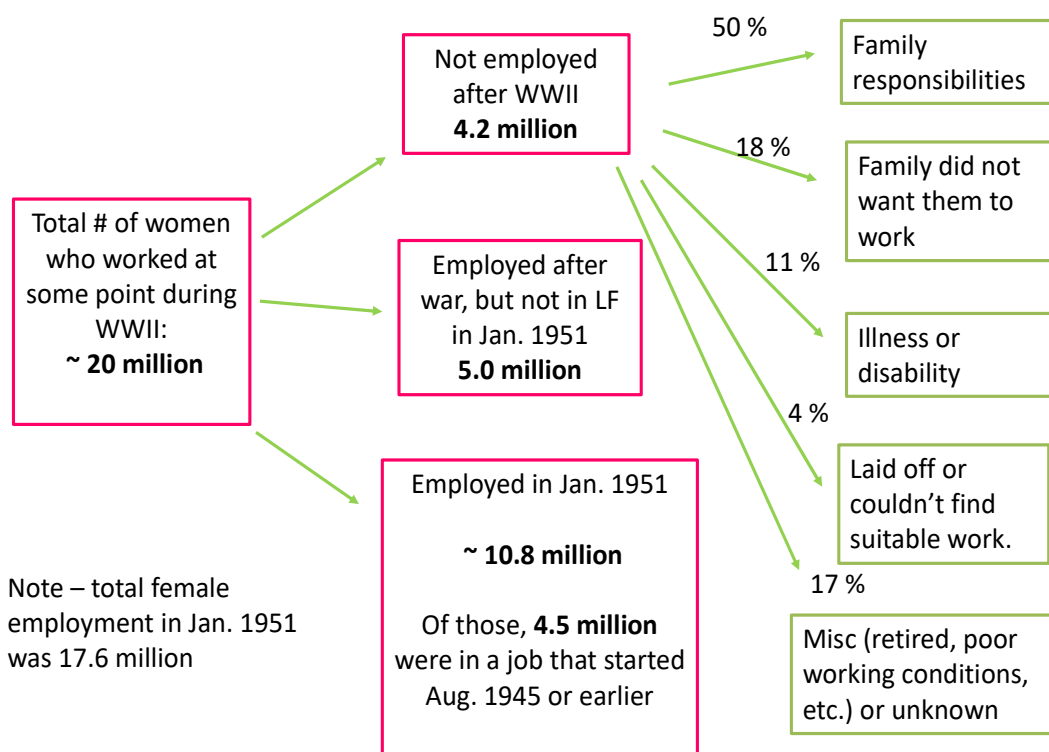 Total # of women
who worked at
some point during
WWII:
~ 20 million
Note – total female
employment in Jan. 1951
was 17.6 million
Not employed
after WWII
4.2 million
Employed after
war, but not in LF
in Jan. 1951
5.0 million
Employed in Jan. 1951
~ 10.8 million
Of those, 4.5 million
were in a job that started
Aug. 1945 or earlier
50 %
Family
responsibilities
18 %
Family did not
want them to
work
11 %
Illness or
disability
4 %
Laid off or
couldn’t find
suitable work.
17 %
Misc (retired, poor
working conditions,
etc.) or unknown